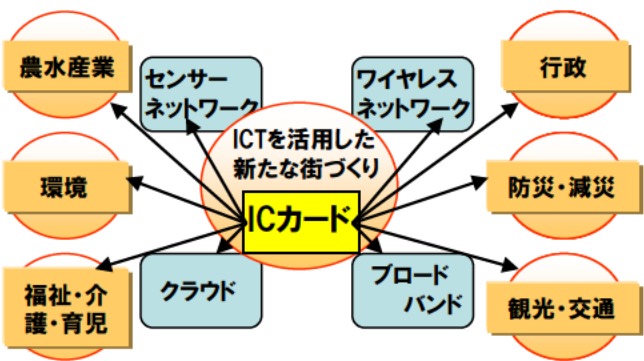 農水産業
センサー
ネットワーク
ワイヤレス
ネットワーク
行政
ICTを活用した
新たな街づくり
環境
ICカード
防災・減災
福祉・介
護・育児
クラウド
ブロード
バンド
観光・交通